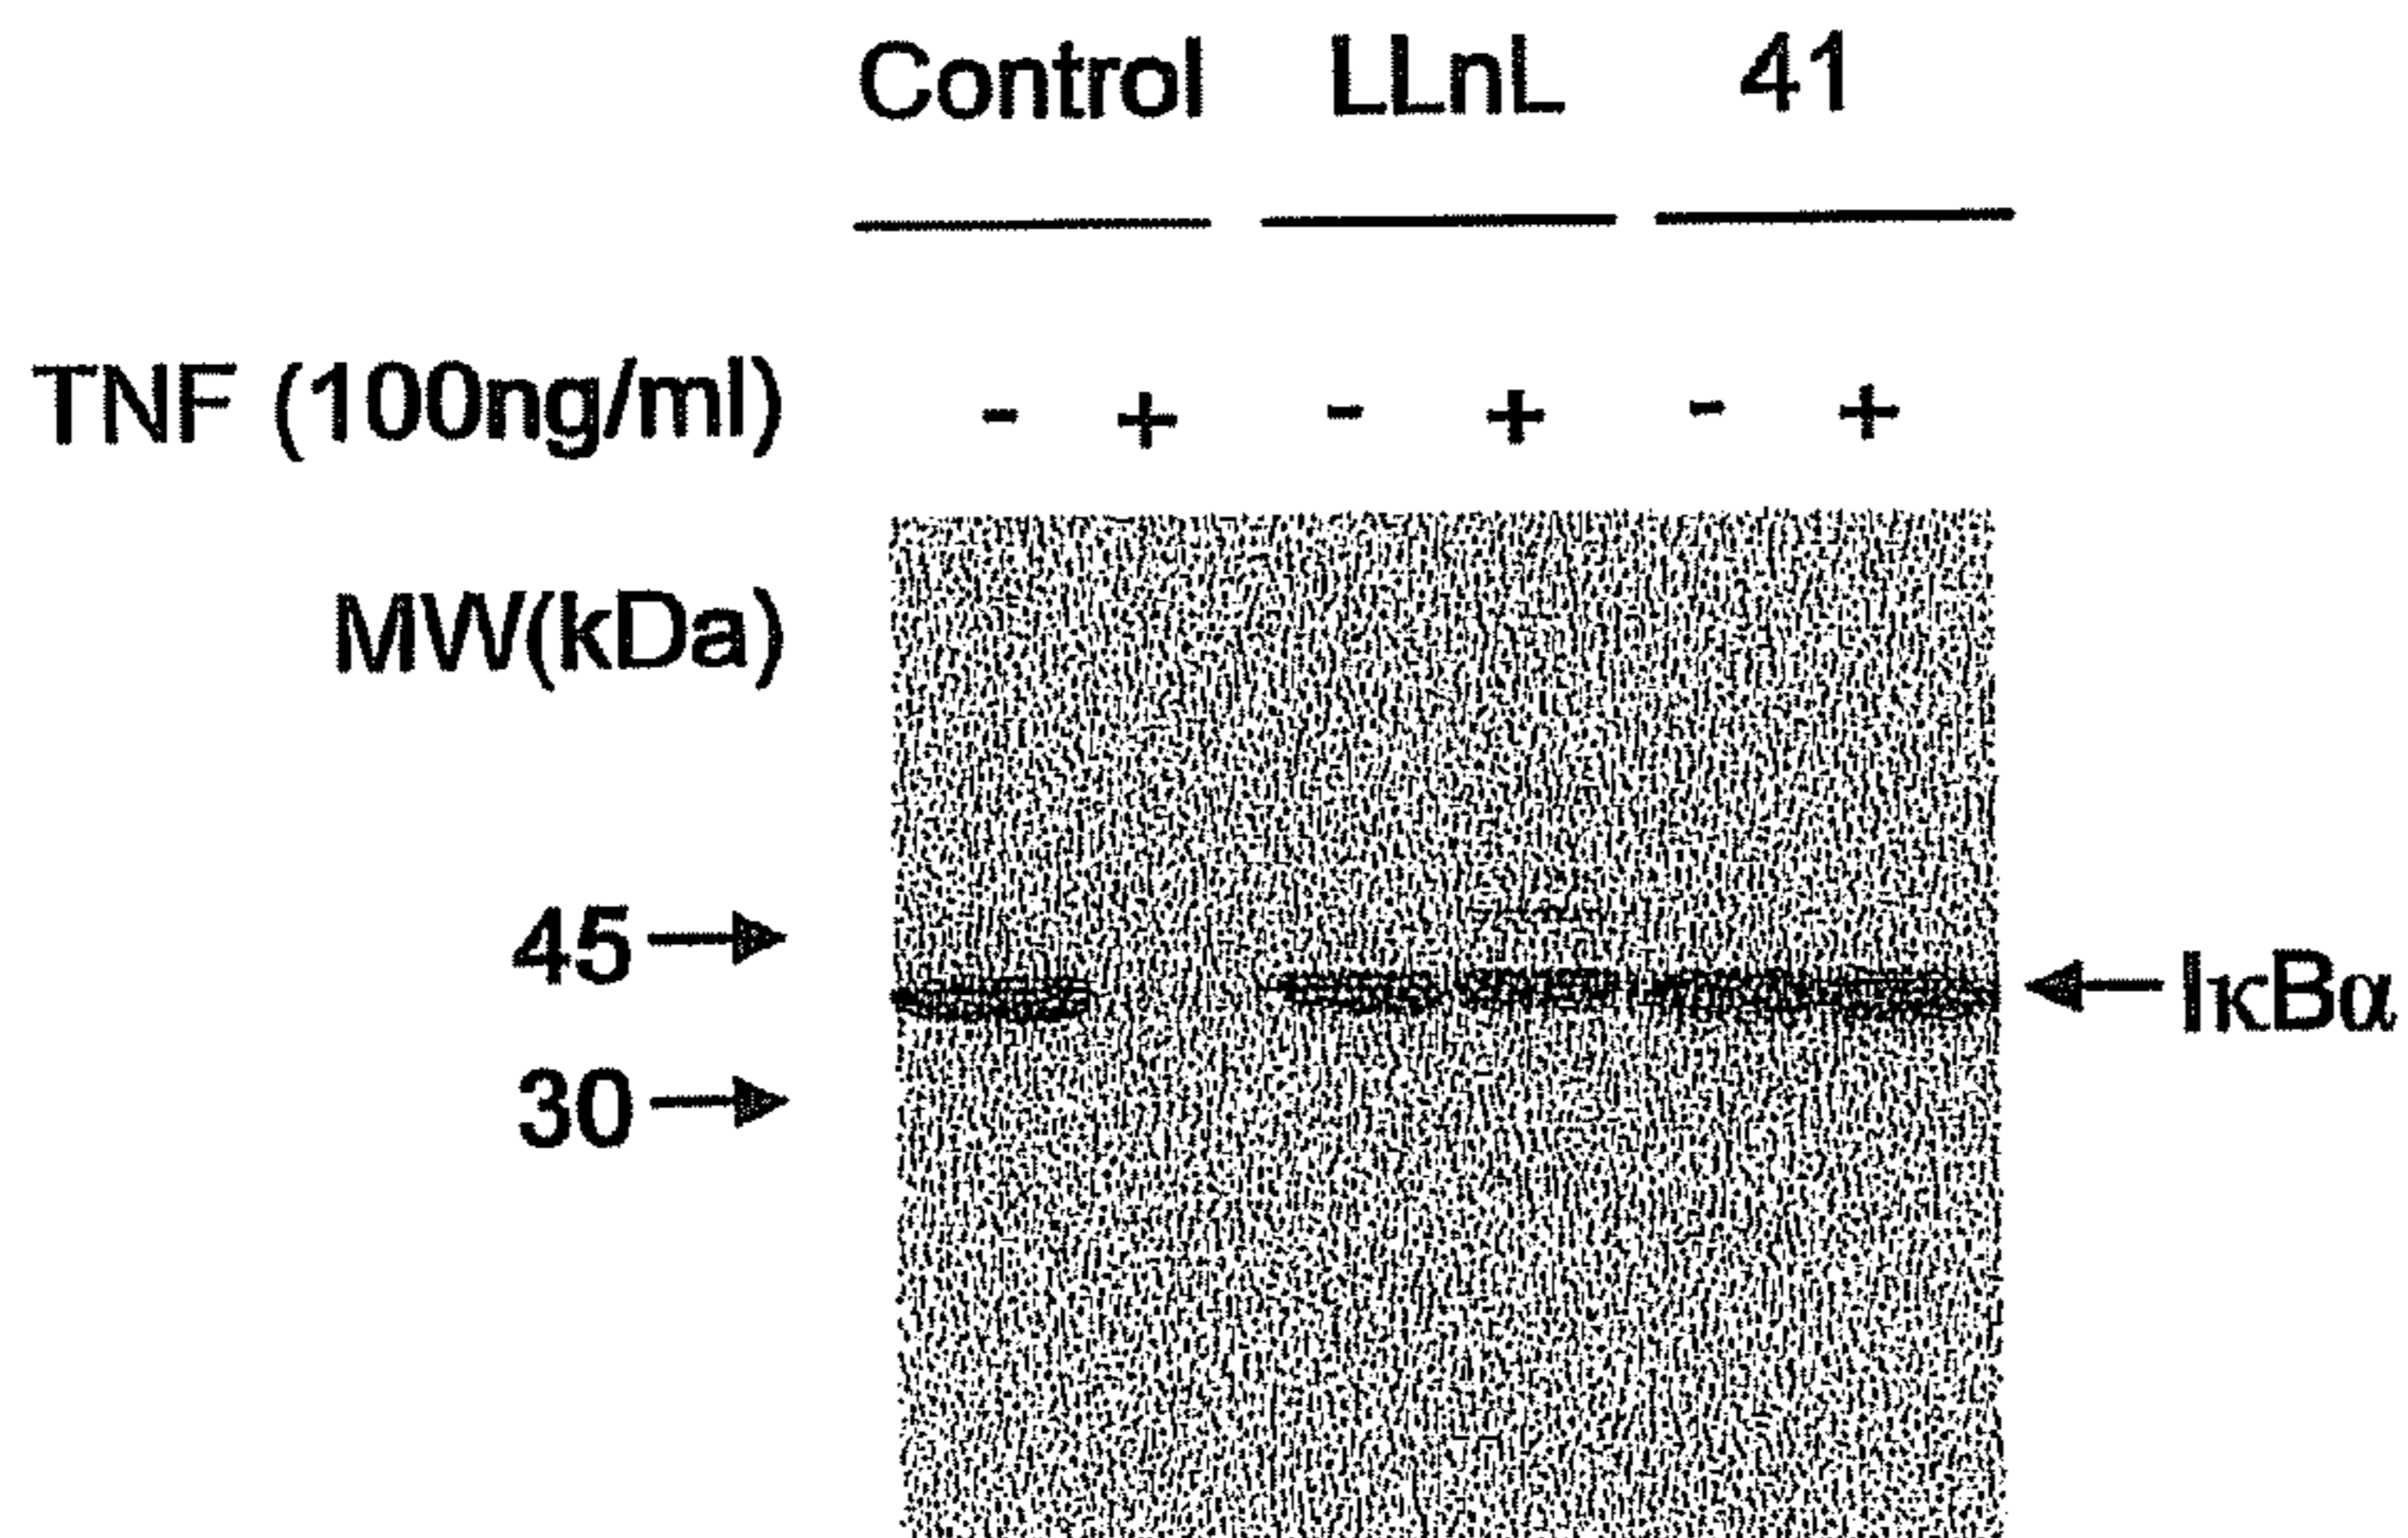 Control LLnL 41
TNF (100ng/ml) - + - + - +
MW(kDa)
45
IκBα
30